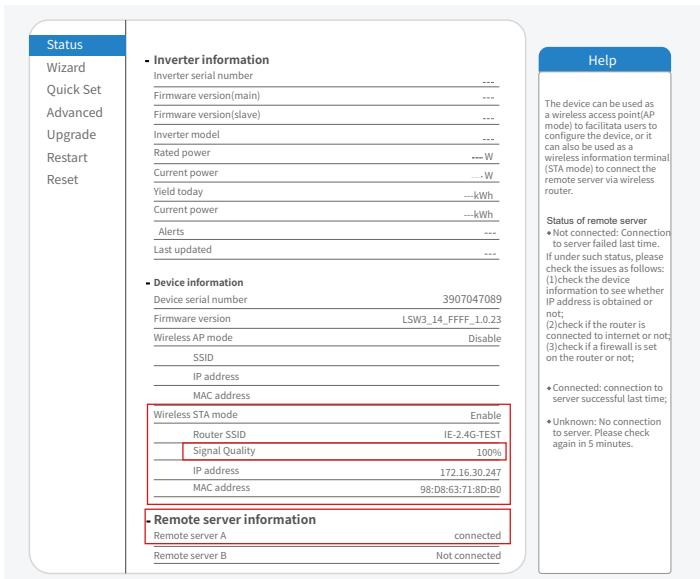 Status
Wizard
Quick Set
Advanced
Upgrade
Restart
Reset
- Inverter information
Inverter serial number ---
Firmware version(main) ---
Firmware version(slave) ---
Inverter model ---
Rated power --- W
Current power --- W
Yield today ---kWh
Current power ---kWh
Alerts ---
Last updated ---
- Device information
Device serial number 3907047089
Firmware version LSW3_14_FFFF_1.0.23
Wireless AP mode Disable
SSID
IP address
MAC address
Wireless STA mode Enable
Router SSID IE-2.4G-TEST
Signal Quality 100%
IP address 172.16.30.247
MAC address 98:D8:63:71:8D:B0
- Remote server information
Remote server A connected
Remote server B Not connected
Help
The device can be used as
a wireless access point(AP
mode) to facilitata users to
configure the device, or it
can also be used as a
wireless information terminal
(STA mode) to connect the
remote server via wireless
router.
Status of remote server
◆Not connected: Connection
to server failed last time.
If under such status, please
check the issues as follows:
(1)check the device
information to see whether
IP address is obtained or
not;
(2)check if the router is
connected to internet or not;
(3)check if a firewall is set
on the router or not;
◆Connected: connection to
server successful last time;
◆Unknown: No connection
to server. Please check
again in 5 minutes.